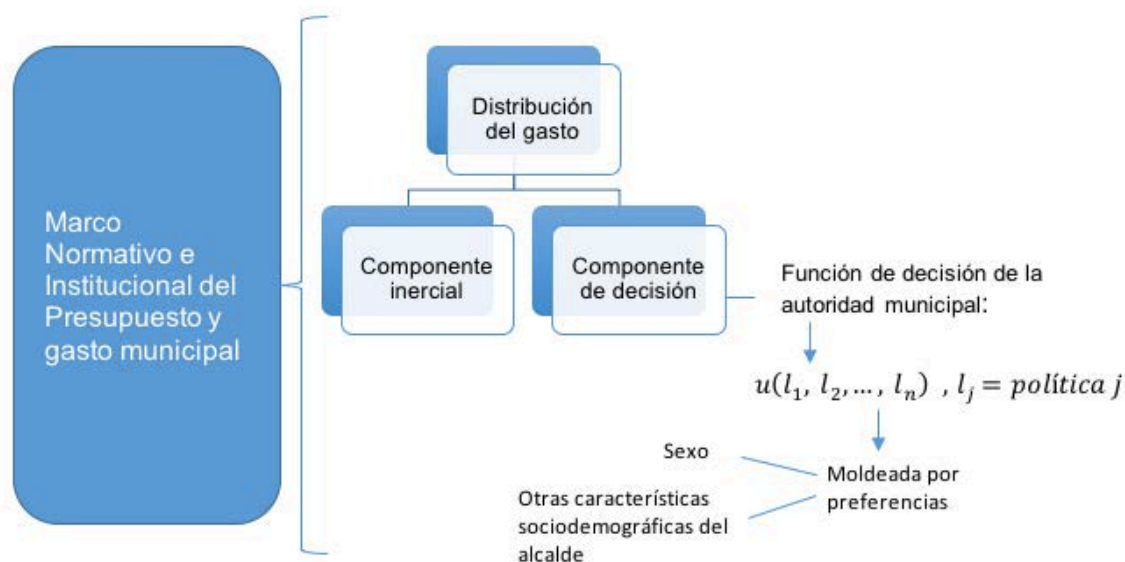 Marco
Normativo e
Institucional del
Presupuesto y
gasto municipal
Distribución
del gasto
Componente
inercial
Componente
de decisión
Función de decisión de la
autoridad municipal:
u(l₁, l₂,..., lₙ) , lⱼ = política j
Sexo
Moldeada por
preferencias
Otras características
sociodemográficas del
alcalde